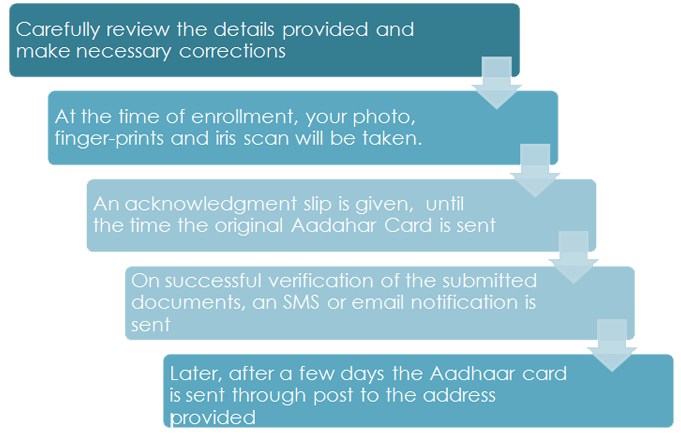 Carefully review the details provided and
make necessary corrections
At the time of enrollment, your photo,
finger-prints and iris scan will be taken.
An acknowledgment slip is given, until
the time the original Aadahar Card is sent
On successful verification of the submitted
documents, an SMS or email notification is
sent
Later, after a few days the Aadhaar card
is sent through post to the address
provided